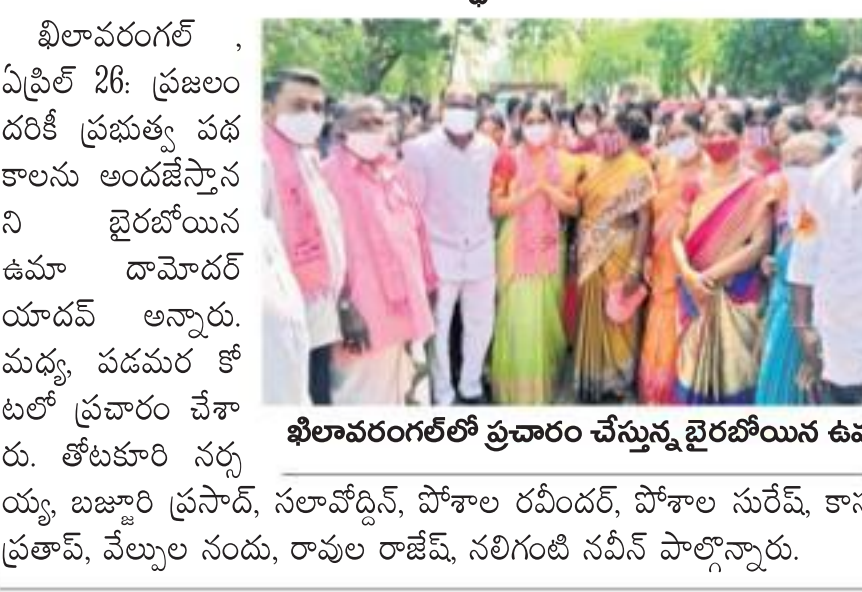 ఖిలావరంగల్ ,
ఏప్రిల్ 26: ప్రజలం
దరికీ ప్రభుత్వ పథ
కాలను అందజేస్తాన
ని బైరబోయిన
ఉమా దామోదర్
యాదవ్ అన్నారు.
మధ్య, పడమర కో
టలో ప్రచారం చేశా
రు. తోటకూరి నర్స
య్య, బజ్జూరి ప్రసాద్, సలావోద్దిన్, పోశాల రవీందర్, పోశాల సురేష్,
ప్రతాప్, వేల్పుల నందు, రావుల రాజేష్, నలిగంటి నవీన్ పాల్గొన్నారు.
ఖిలావరంగల్‌లో ప్రచారం చేస్తున్న బైరబోయిన